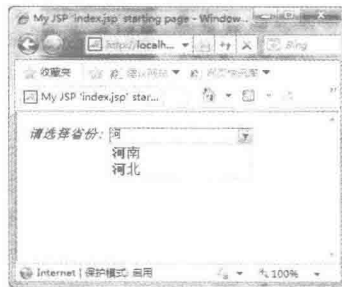 My JSP 'index.jsp' starting page - Window...
http://localh...
Bing
收藏夹
My JSP 'index.jsp' star...
请选择省份: 河
河南
河北
Internet | 保护模式: 启用
100%